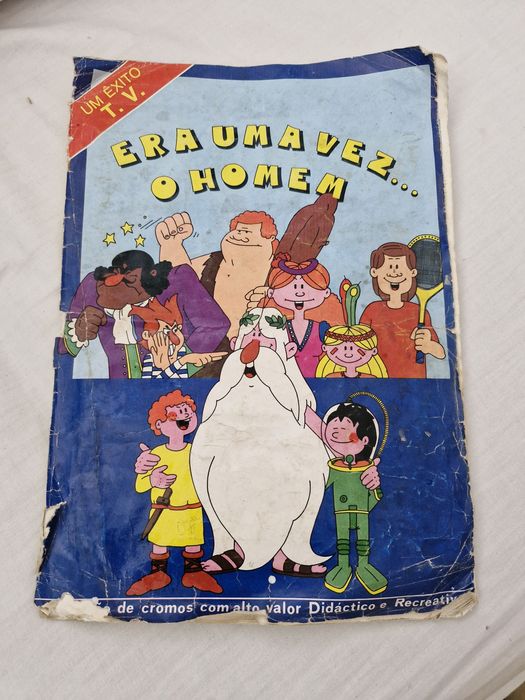 UM ÊXITO
T. V.
ERA UMA VEZ...
O HOMEM
de cromos com alto valor Didáctico e Recreativ